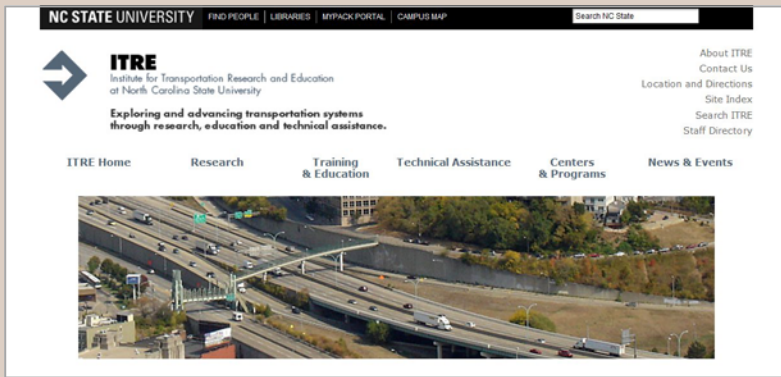 NC STATE UNIVERSITY FIND PEOPLE LIBRARIES MYPACK PORTAL CAMPUS MAP Search NC State
ITRE
Institute for Transportation Research and Education
at North Carolina State University
Exploring and advancing transportation systems
through research, education and technical assistance.
About ITRE
Contact Us
Location and Directions
Site Index
Search ITRE
Staff Directory
ITRE Home Research Training & Education Technical Assistance Centers & Programs News & Events